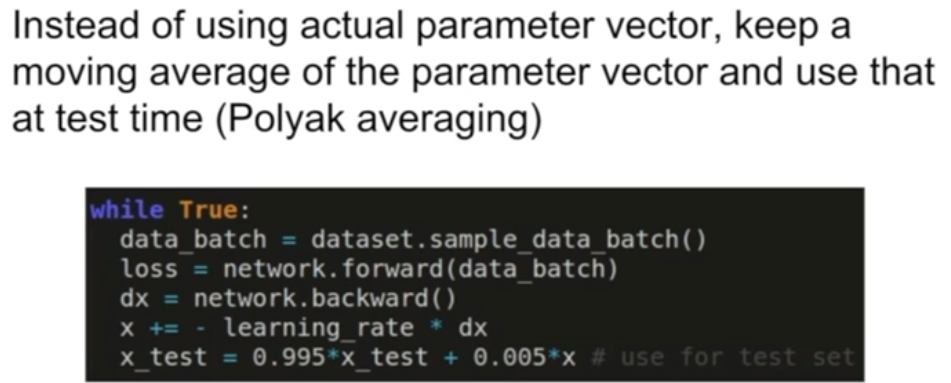 Instead of using actual parameter vector, keep a
moving average of the parameter vector and use that
at test time (Polyak averaging)
while True:
  data_batch = dataset.sample_data_batch()
  loss = network.forward(data_batch)
  dx = network.backward()
  x += - learning_rate * dx
  x_test = 0.995*x_test + 0.005*x # use for test set